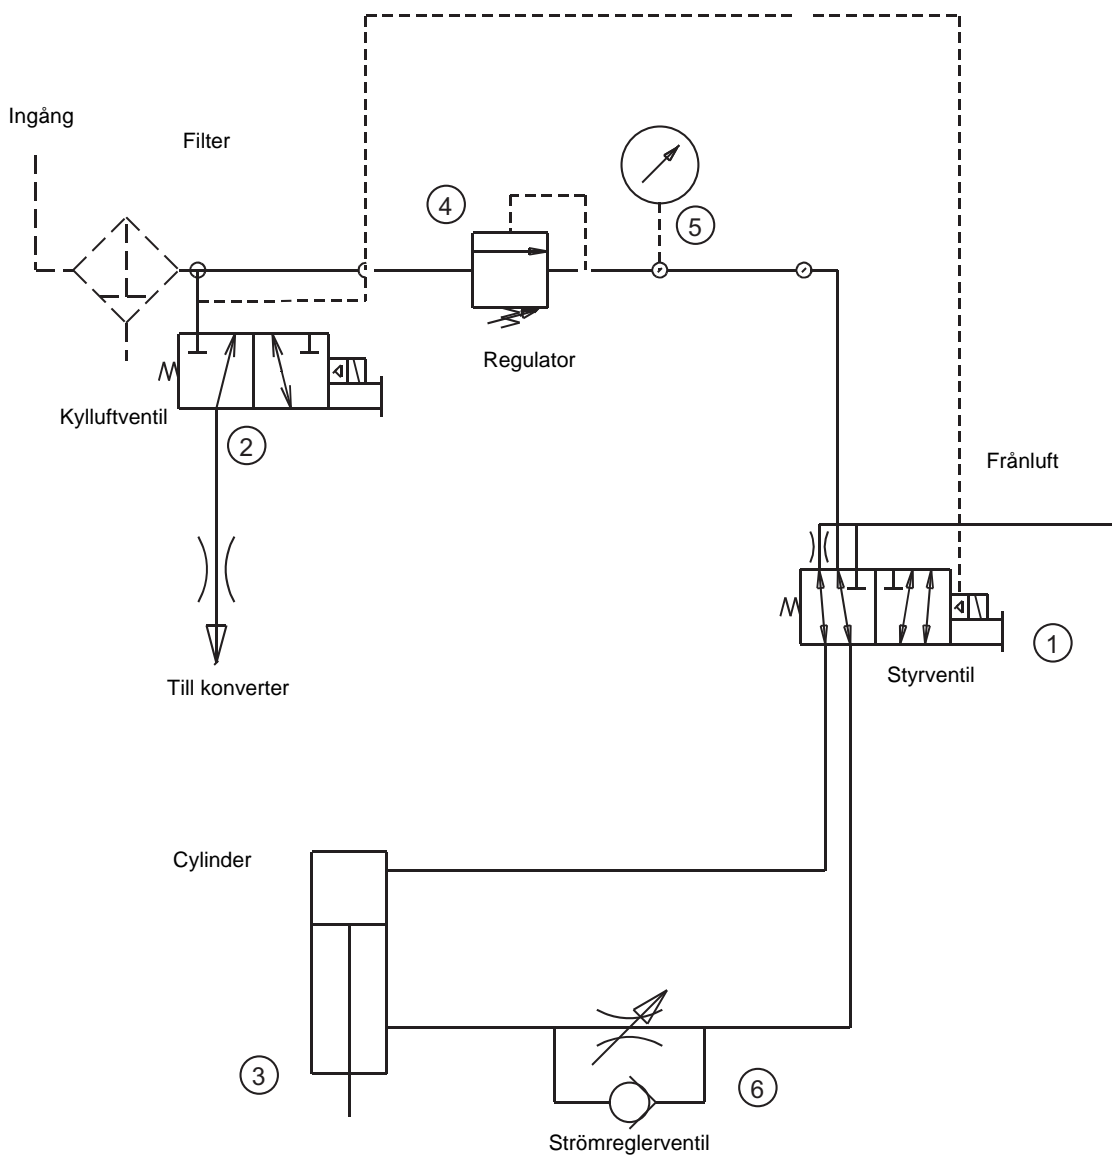 Ingång
Filter
4
5
Regulator
Kylluftventil
2
Frånluft
1
Styrventil
Till konverter
Cylinder
3
6
Strömreglerventil